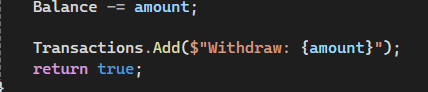 Balance -= amount;
Transactions.Add($"Withdraw: {amount}");
return true;